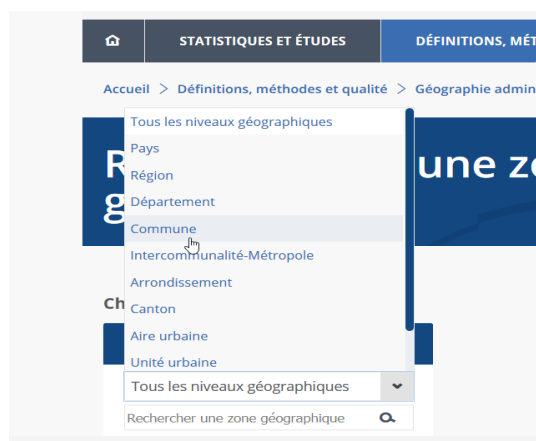 STATISTIQUES ET ÉTUDES
DÉFINITIONS, MÉT
Accueil > Définitions, méthodes et qualité > Géographie admin
Tous les niveaux géographiques
Pays
R
une z
Région
g
Département
Commune
Intercommunalité-Métropole
Arrondissement
Ch
Canton
Aire urbaine
Unité urbaine
Tous les niveaux géographiques
Rechercher une zone géographique